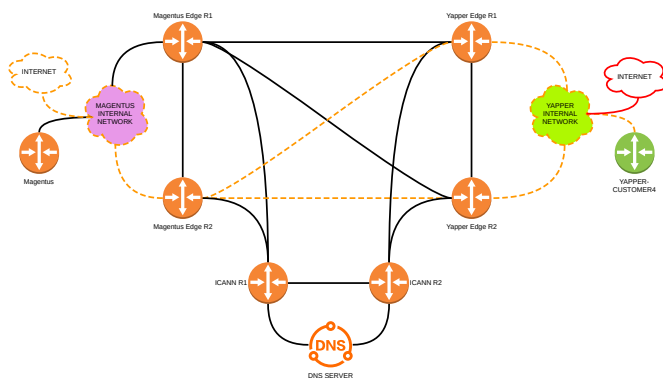 Magentus Edge R1
Yapper Edge R1
INTERNET
INTERNET
MAGENTUS
INTERNAL
NETWORK
YAPPER
INTERNAL
NETWORK
Magentus
YAPPER-
CUSTOMER4
Magentus Edge R2
Yapper Edge R2
ICANN R1
ICANN R2
DNS
DNS SERVER